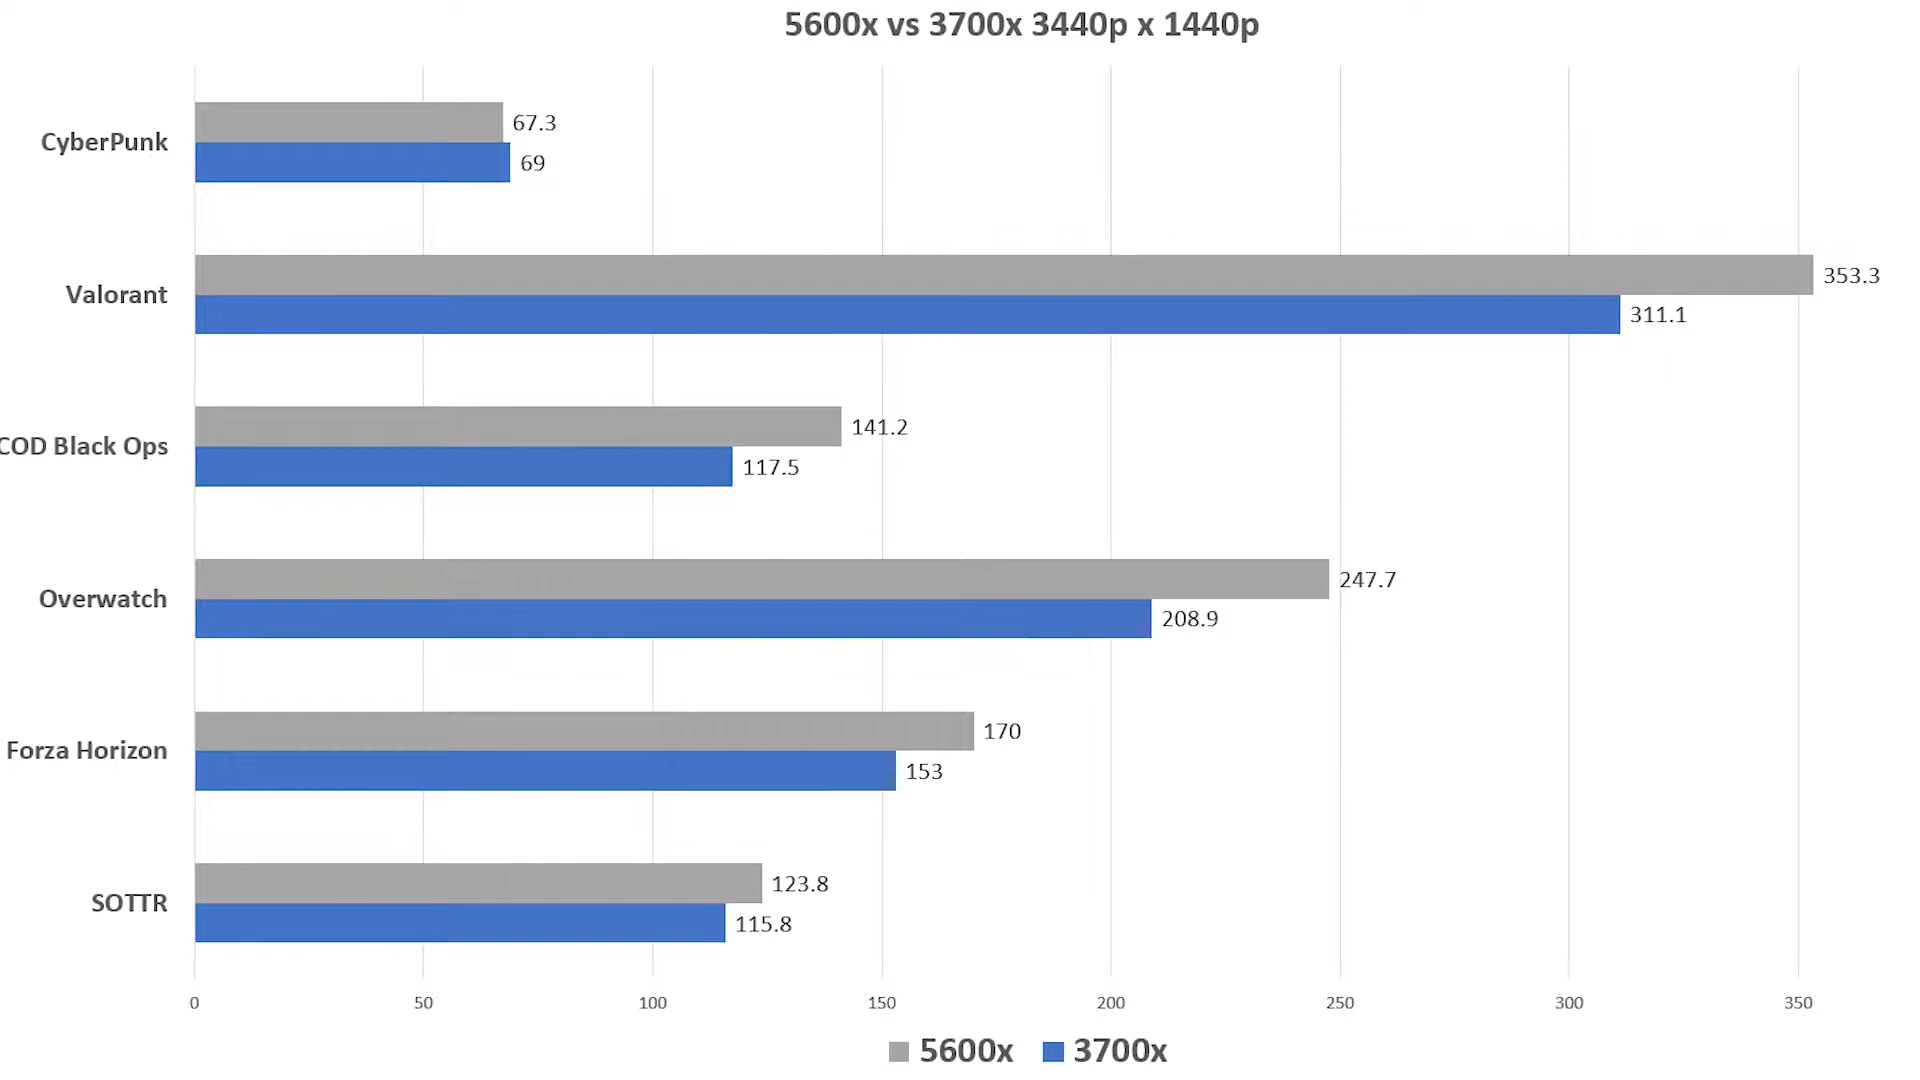 5600x vs 3700x 3440p x 1440p
CyberPunk
67.3
69
Valorant
353.3
311.1
COD Black Ops
141.2
117.5
Overwatch
247.7
208.9
Forza Horizon
170
153
SOTTR
123.8
115.8
0 50 100 150 200 250 300 350
5600x 3700x